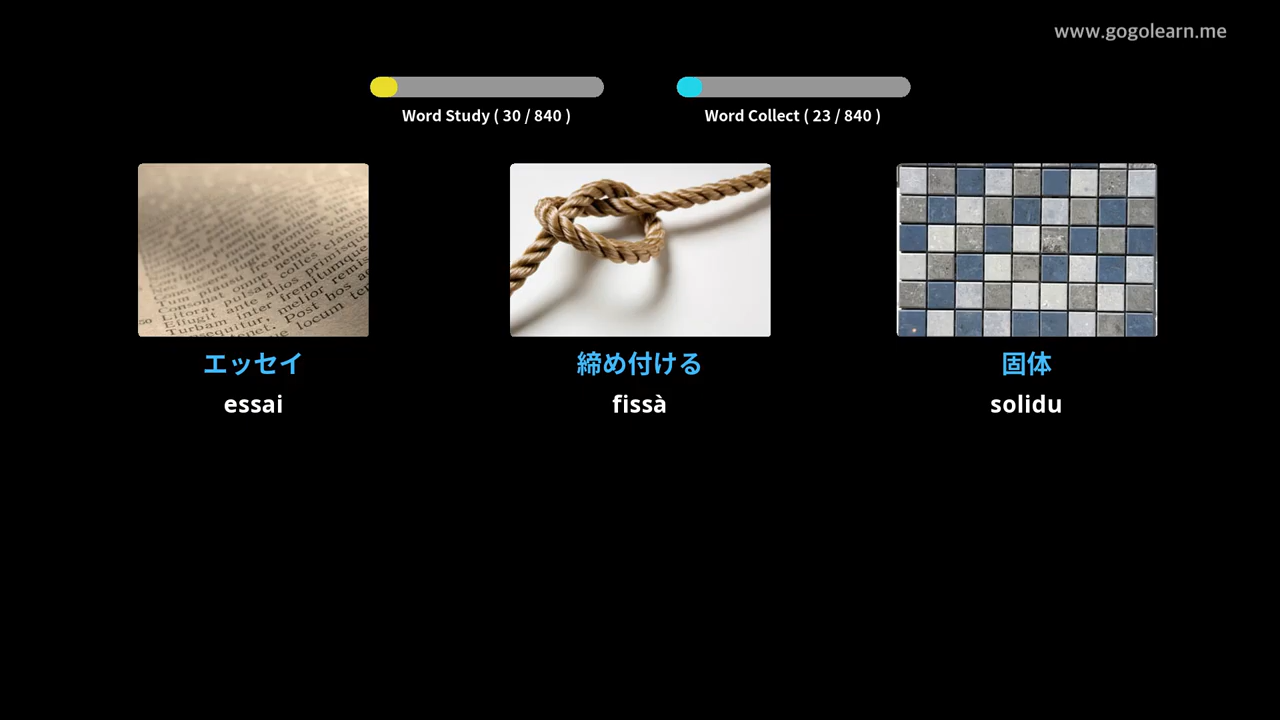 www.gogolearn.me
Word Study ( 30 / 840 )
Word Collect ( 23 / 840 )
エッセイ
締め付ける
固体
essai
fissà
solidu